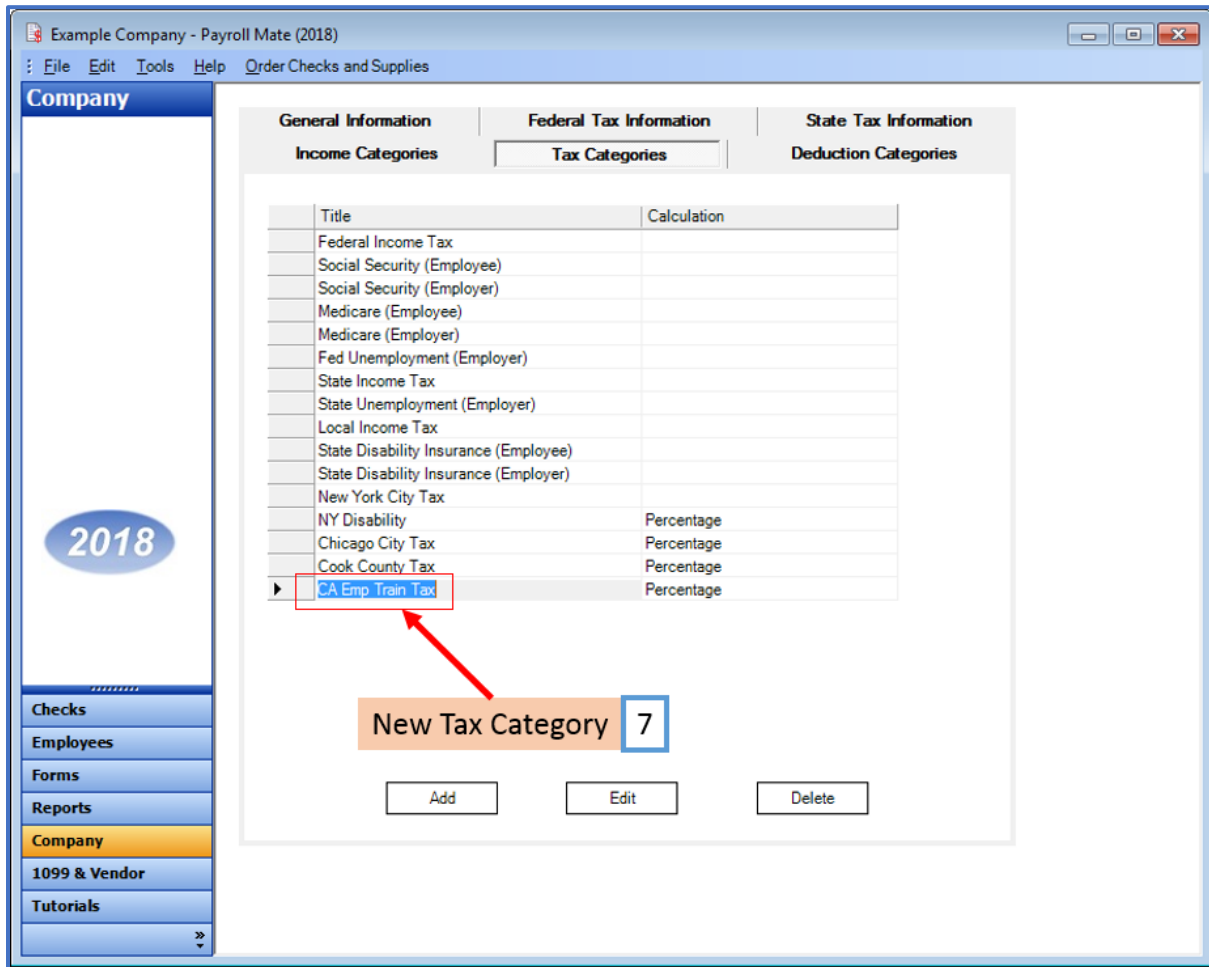 Example Company - Payroll Mate (2018)
File Edit Tools Help Order Checks and Supplies
Company
General Information Federal Tax Information State Tax Information
Income Categories Tax Categories Deduction Categories
Title Calculation
Federal Income Tax
Social Security (Employee)
Social Security (Employer)
Medicare (Employee)
Medicare (Employer)
Fed Unemployment (Employer)
State Income Tax
State Unemployment (Employer)
Local Income Tax
State Disability Insurance (Employee)
State Disability Insurance (Employer)
New York City Tax
NY Disability Percentage
Chicago City Tax Percentage
Cook County Tax Percentage
CA Emp Train Tax Percentage
2018
New Tax Category 7
Add Edit Delete
Checks
Employees
Forms
Reports
Company
1099 & Vendor
Tutorials